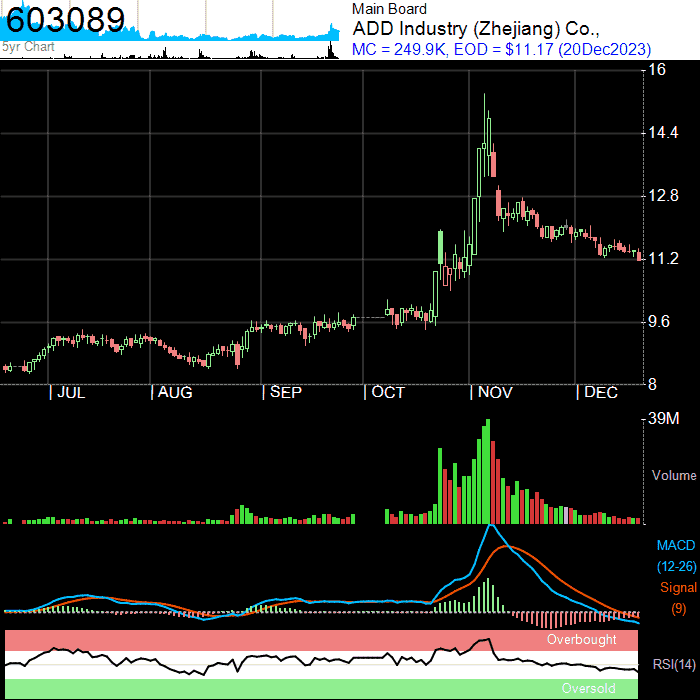 603089
5yr Chart
Main Board
ADD Industry (Zhejiang) Co.,
MC = 249.9K, EOD = $11.17 (20Dec2023)
16
14.4
12.8
11.2
9.6
8
JUL
AUG
SEP
OCT
NOV
DEC
39M
Volume
MACD
(12-26)
Signal
(9)
Overbought
RSI(14)
Oversold